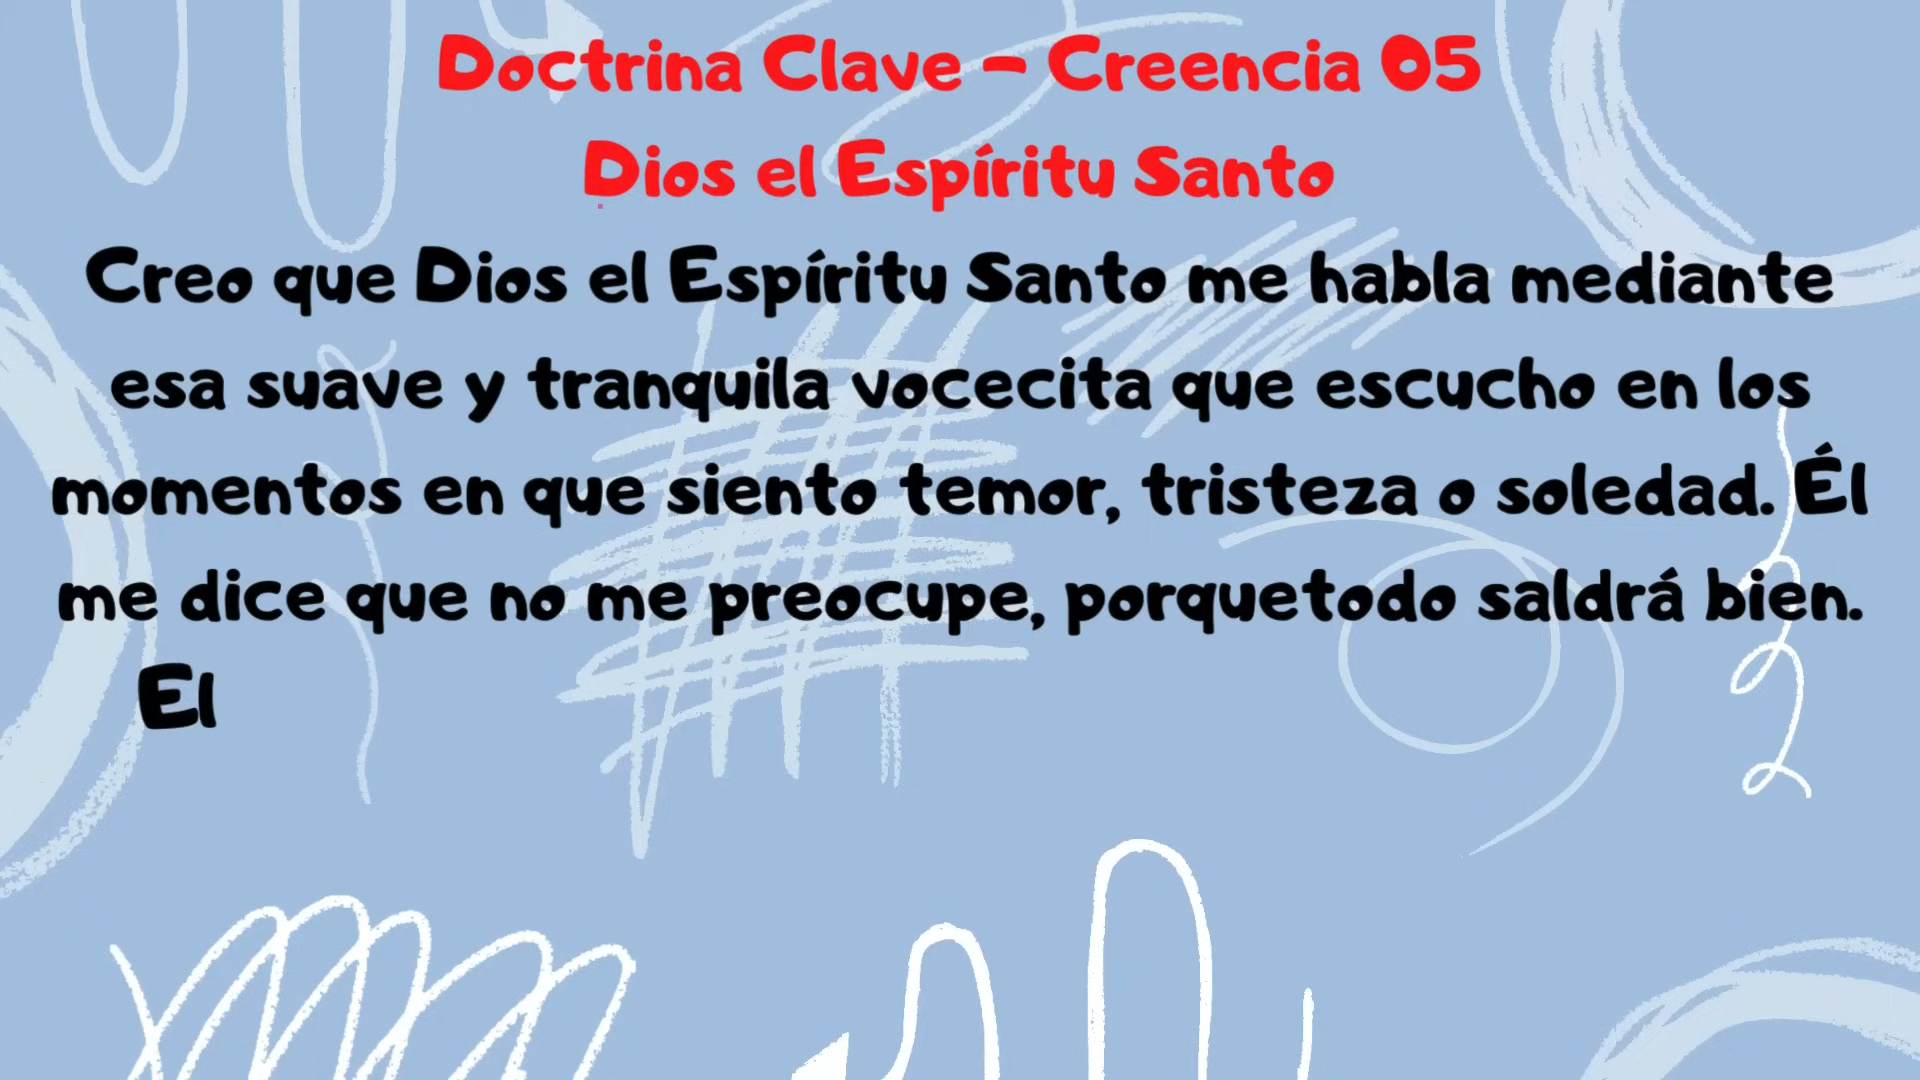 Doctrina Clave - Creencia 05
Dios el Espíritu Santo
Creo que Dios el Espíritu Santo me habla mediante
esa suave y tranquila vocecita que escucho en los
momentos en que siento temor, tristeza o soledad. Él
me dice que no me preocupe, porquetodo saldrá bien.
El